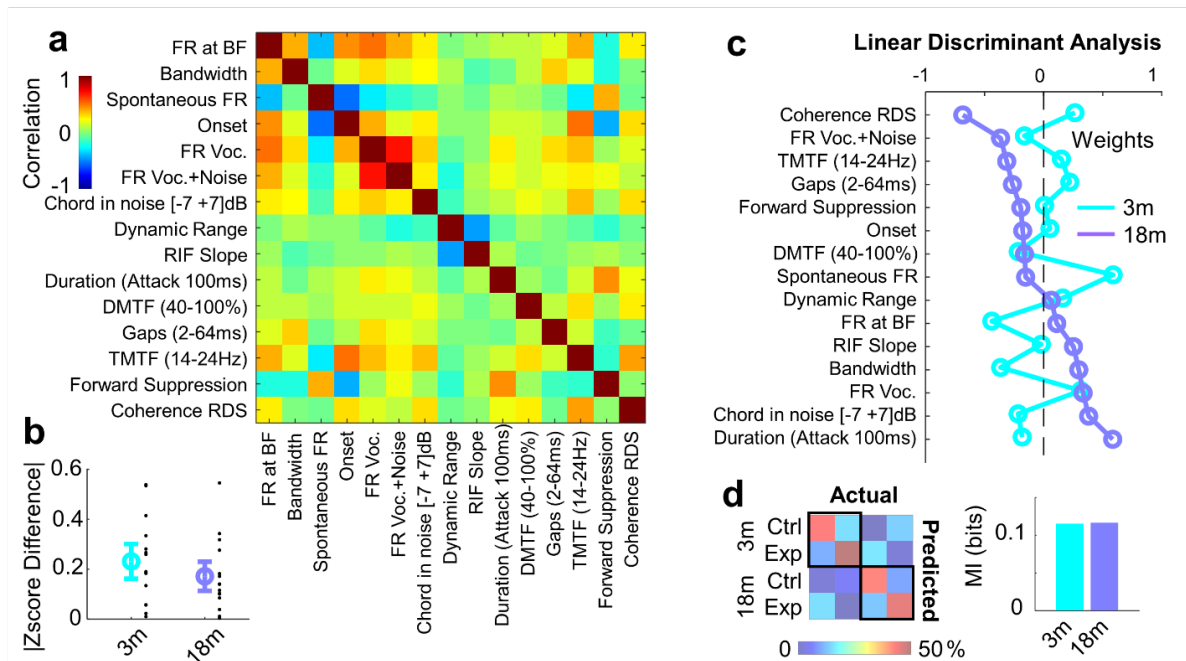 a
FR at BF
Bandwidth
Spontaneous FR
Onset
FR Voc.
FR Voc.+Noise
Chord in noise [-7 +7]dB
Dynamic Range
RIF Slope
Duration (Attack 100ms)
DMTF (40-100%)
Gaps (2-64ms)
TMTF (14-24Hz)
Forward Suppression
Coherence RDS
Correlation
1
0
-1
FR at BF
Bandwidth
Spontaneous FR
Onset
FR Voc.
FR Voc.+Noise
Chord in noise [-7 +7]dB
Dynamic Range
RIF Slope
Duration (Attack 100ms)
DMTF (40-100%)
Gaps (2-64ms)
TMTF (14-24Hz)
Forward Suppression
Coherence RDS
b
|Zscore Difference|
0.6
0.4
0.2
0
3m
18m
c
Linear Discriminant Analysis
-1
0
1
Coherence RDS
FR Voc.+Noise
TMTF (14-24Hz)
Gaps (2-64ms)
Forward Suppression
Onset
DMTF (40-100%)
Spontaneous FR
Dynamic Range
FR at BF
RIF Slope
Bandwidth
FR Voc.
Chord in noise [-7 +7]dB
Duration (Attack 100ms)
Weights
3m
18m
d
Actual
Predicted
3m
Ctrl
Exp
18m
Ctrl
Exp
0
50 %
MI (bits)
0.1
0
3m
18m